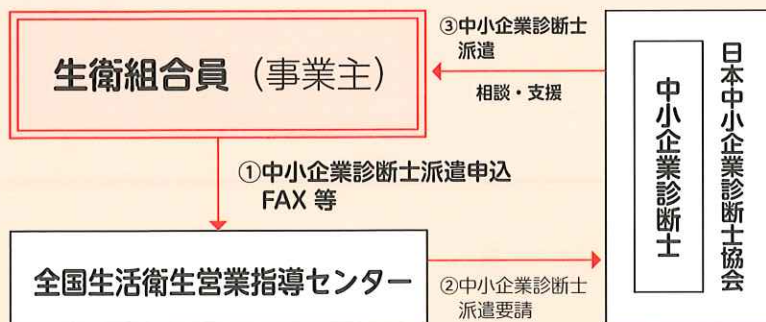 生衛組合員（事業主）
③中小企業診断士
派遣
相談・支援
①中小企業診断士派遣申込
FAX 等
全国生活衛生営業指導センター
②中小企業診断士
派遣要請
中小企業診断士
日本中小企業診断士協会